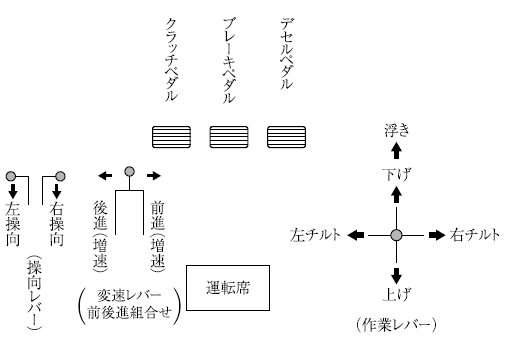 クラッチペダル
ブレーキペダル
デセルペダル
浮き
下げ
左チルト
右チルト
上げ
(作業レバー)
左操向
右操向
(操向レバー)
後進(増速)
前進(増速)
(変速レバー
前後進組合せ)
運転席